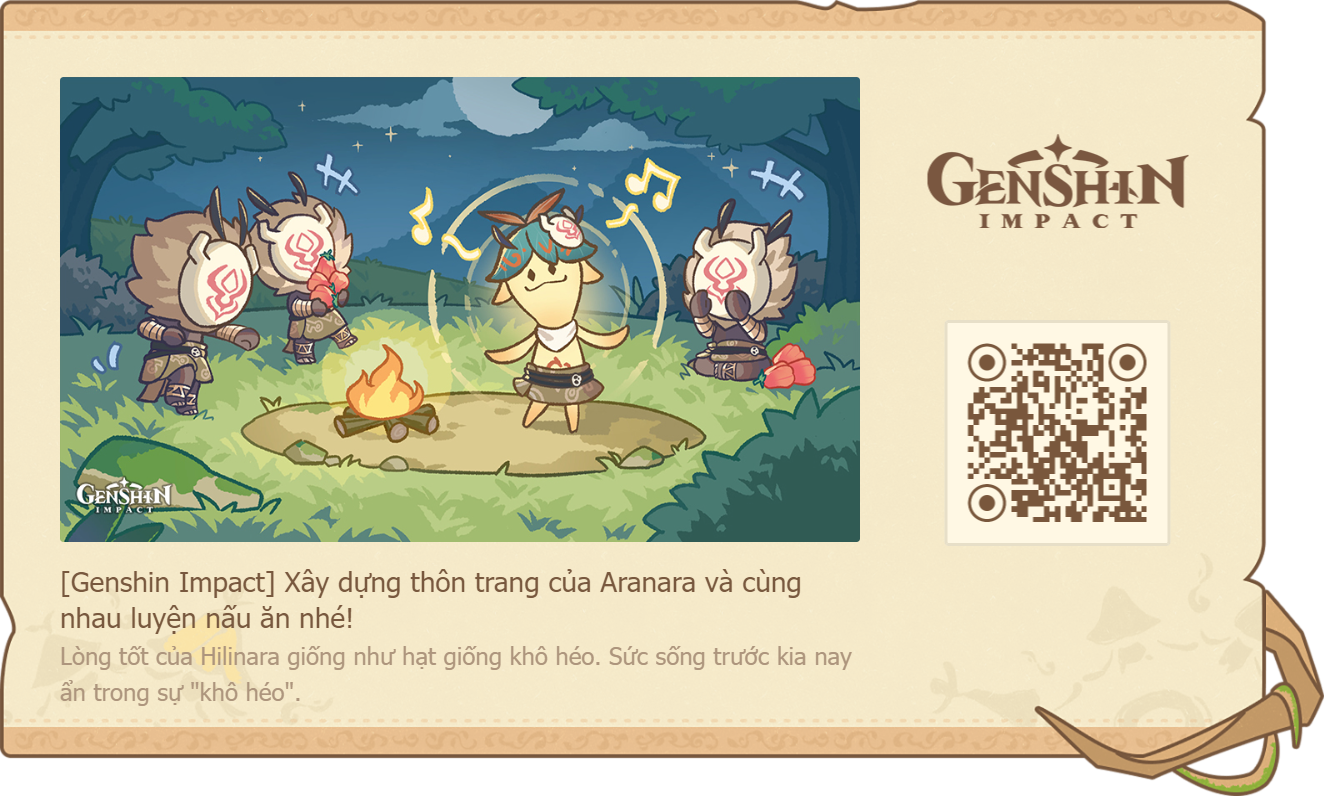 GENSHIN
IMPACT
GENSHIN
IMPACT
[Genshin Impact] Xây dựng thôn trang của Aranara và cùng
nhau luyện nấu ăn nhé!
Lòng tốt của Hilinara giống như hạt giống khô héo. Sức sống trước kia nay
ẩn trong sự "khô héo".